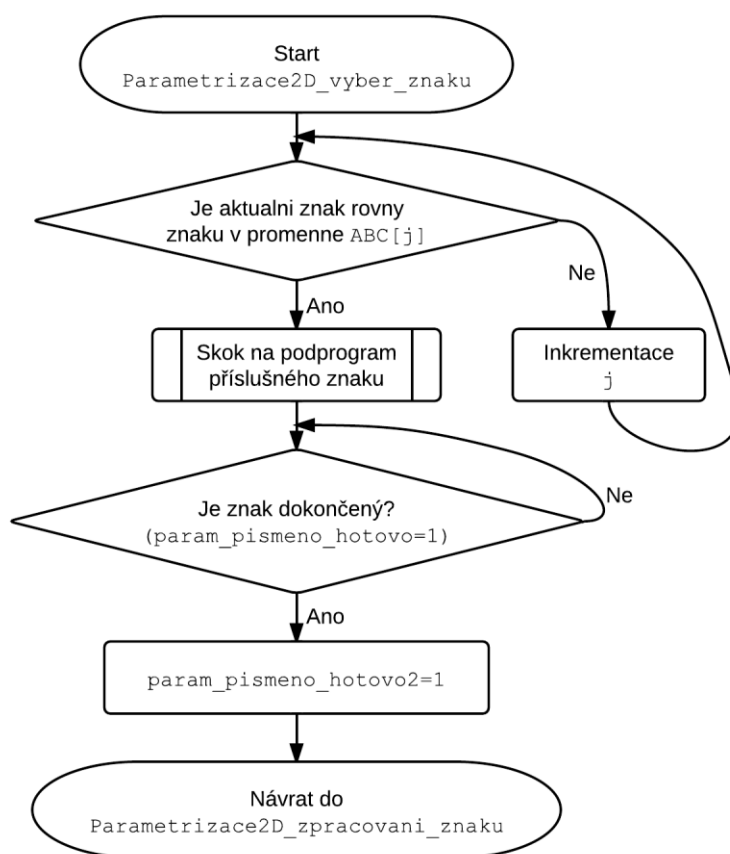 Start
Parametrizace2D_vyber_znaku
Je aktualni znak rovny
znaku v promenne ABC[j]
Ne
Ano
Skok na podprogram
příslušného znaku
Inkrementace
j
Je znak dokončený?
(param_pismeno_hotovo=1)
Ne
Ano
param_pismeno_hotovo2=1
Návrat do
Parametrizace2D_zpracovani_znaku